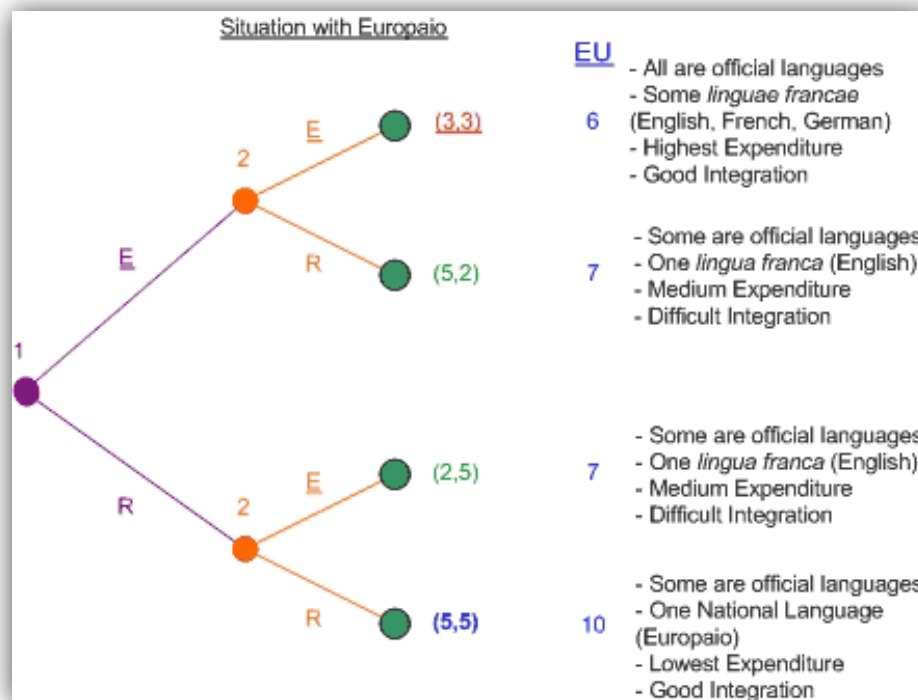 Situation with Europaio
EU
E
2
E
(3,3)
R
(5,2)
1
R
2
E
(2,5)
R
(5,5)
6
- All are official languages
- Some linguae francae
(English, French, German)
- Highest Expenditure
- Good Integration
7
- Some are official languages
- One lingua franca (English)
- Medium Expenditure
- Difficult Integration
7
- Some are official languages
- One lingua franca (English)
- Medium Expenditure
- Difficult Integration
10
- Some are official languages
- One National Language
(Europaio)
- Lowest Expenditure
- Good Integration